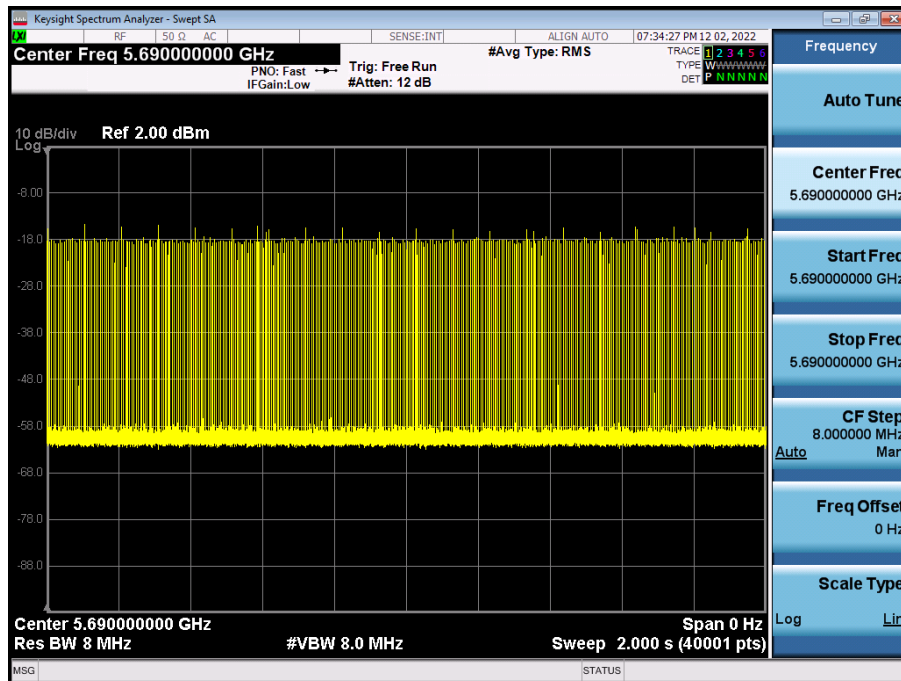 Keysight Spectrum Analyzer - Swept SA
LXI RF 50 Ω AC SENSE:INT ALIGN AUTO 07:34:27 PM 12 02, 2022
Center Freq 5.690000000 GHz
PNO: Fast
IFGain:Low
Trig: Free Run
#Atten: 12 dB
#Avg Type: RMS
TRACE 1 2 3 4 5 6
TYPE WWWWWW
DET P N N N N N
10 dB/div Ref 2.00 dBm
Log
-8.00
-18.0
-28.0
-38.0
-48.0
-58.0
-68.0
-78.0
-88.0
Center 5.690000000 GHz Span 0 Hz
Res BW 8 MHz #VBW 8.0 MHz Sweep 2.000 s (40001 pts)
MSG STATUS
Frequency
Auto Tune
Center Freq
5.690000000 GHz
Start Freq
5.690000000 GHz
Stop Freq
5.690000000 GHz
CF Step
8.000000 MHz
Auto Man
Freq Offset
0 Hz
Scale Type
Log Lin